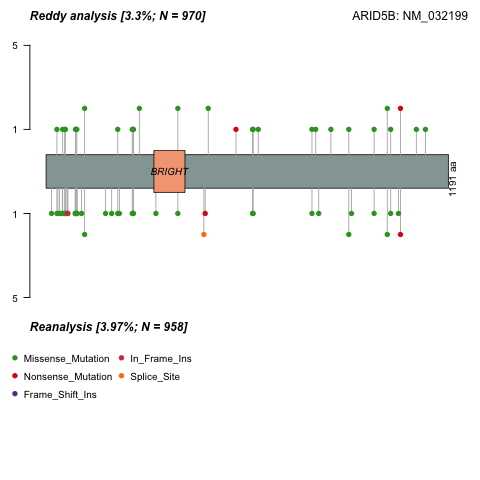 Reddy analysis [3.3%; N = 970]
ARID5B: NM_032199
5
1
BRIGHT
1191 aa
1
5
Reanalysis [3.97%; N = 958]
Missense_Mutation
In_Frame_Ins
Nonsense_Mutation
Splice_Site
Frame_Shift_Ins